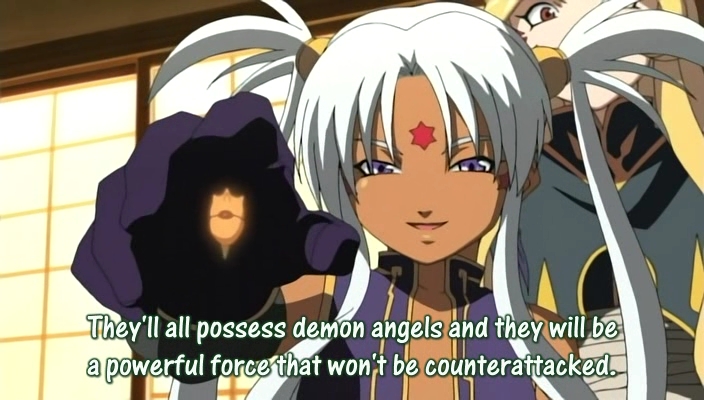 They'll all possess demon angels and they will be
a powerful force that won't be counterattacked.